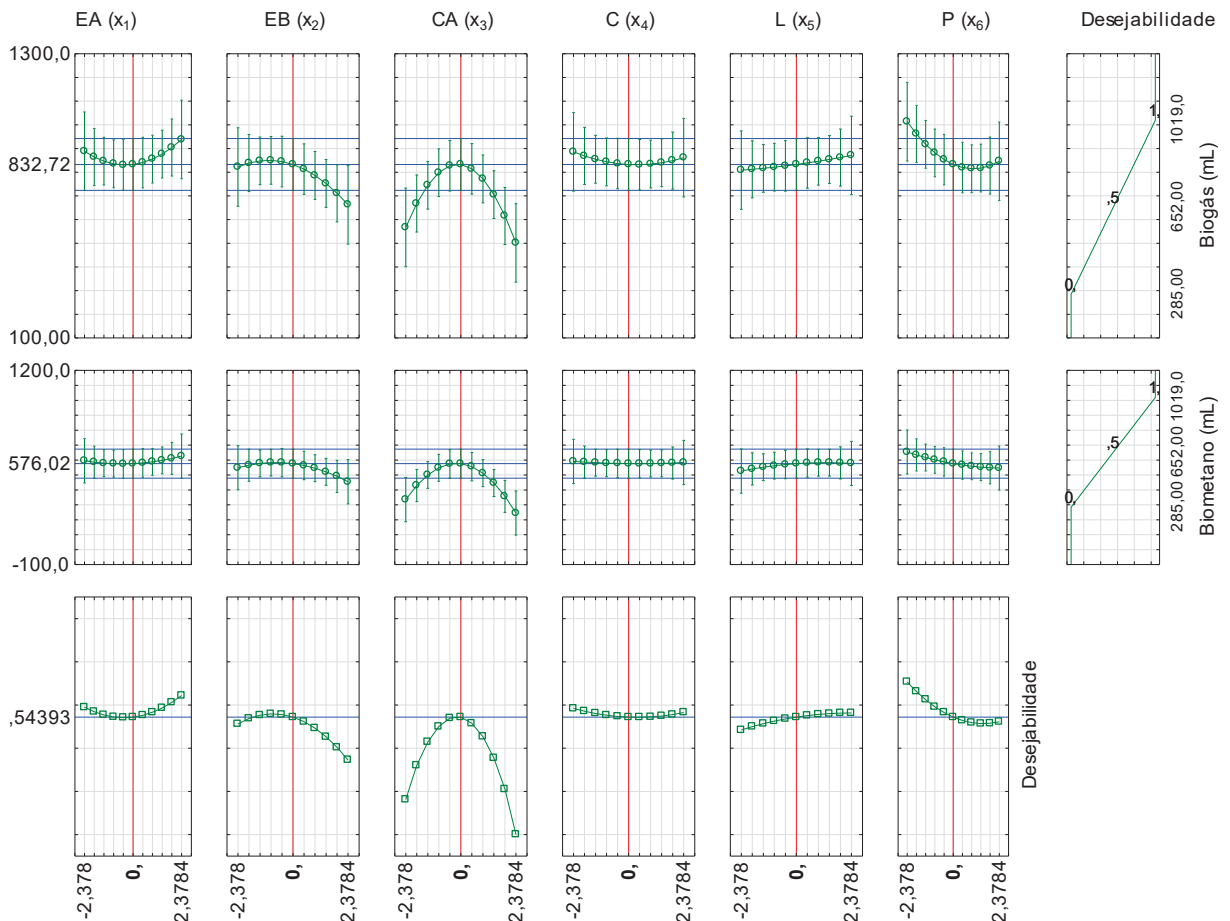 EA (x₁) EB (x₂) CA (x₃) C (x₄) L (x₅) P (x₆) Desejabilidade
1300,0
832,72
100,00
1,
,5
0,
285,00 652,00 1019,0
Biogás (mL)
1200,0
576,02
-100,0
1,
,5
0,
285,00 652,00 1019,0
Biometano (mL)
,54393
Desejabilidade
-2,378 0, 2,3784 -2,378 0, 2,3784 -2,378 0, 2,3784 -2,378 0, 2,3784 -2,378 0, 2,3784 -2,378 0, 2,3784